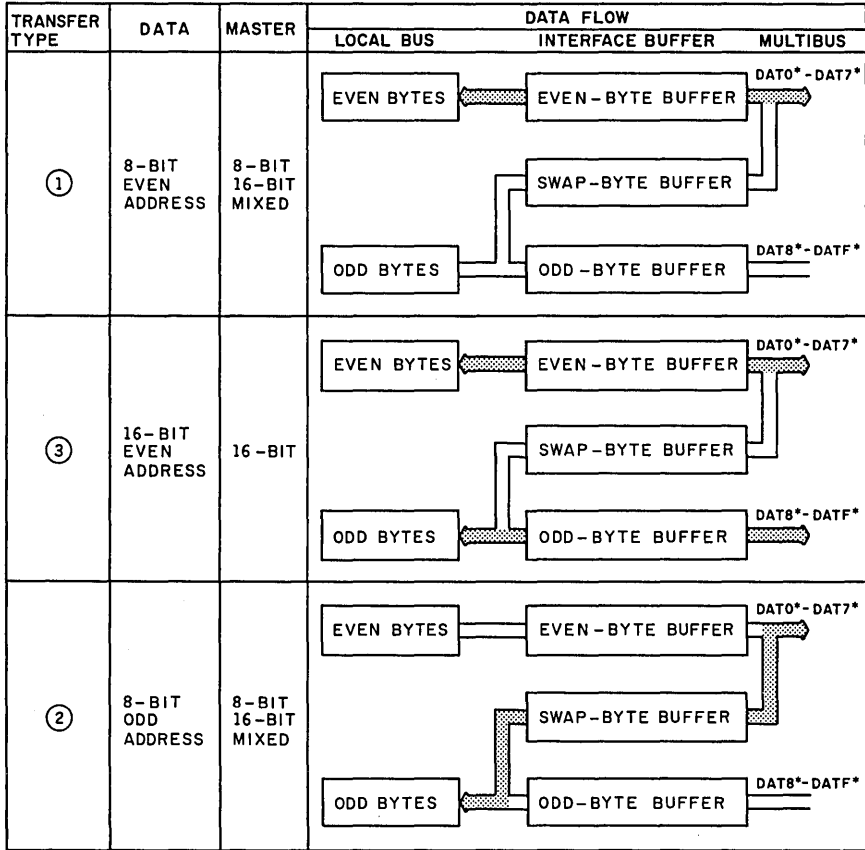 TRANSFER TYPE
DATA
MASTER
DATA FLOW
LOCAL BUS
INTERFACE BUFFER
MULTIBUS
1
8-BIT
EVEN
ADDRESS
8-BIT
16-BIT
MIXED
DAT0*-DAT7*
EVEN BYTES
EVEN-BYTE BUFFER
SWAP-BYTE BUFFER
DAT8*-DATF*
ODD BYTES
ODD-BYTE BUFFER
3
16-BIT
EVEN
ADDRESS
16-BIT
DAT0*-DAT7*
EVEN BYTES
EVEN-BYTE BUFFER
SWAP-BYTE BUFFER
DAT8*-DATF*
ODD BYTES
ODD-BYTE BUFFER
2
8-BIT
ODD
ADDRESS
8-BIT
16-BIT
MIXED
DAT0*-DAT7*
EVEN BYTES
EVEN-BYTE BUFFER
SWAP-BYTE BUFFER
DAT8*-DATF*
ODD BYTES
ODD-BYTE BUFFER